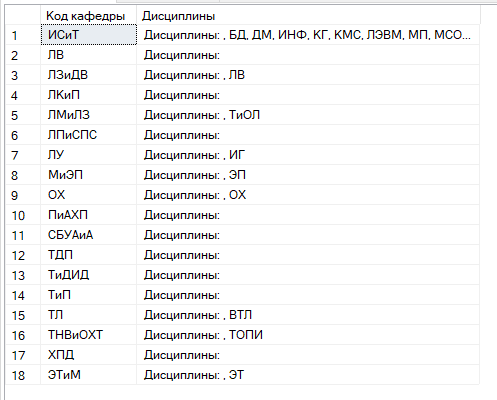 Код кафедры Дисциплины
1 ИСиТ Дисциплины: , БД, ДМ, ИНФ, КГ, КМС, ЛЭВМ, МП, МСО...
2 ЛВ Дисциплины:
3 ЛЗиДВ Дисциплины: , ЛВ
4 ЛКиП Дисциплины:
5 ЛМиЛЗ Дисциплины: , ТиОЛ
6 ЛПиСПС Дисциплины:
7 ЛУ Дисциплины: , ИГ
8 МиЭП Дисциплины: , ЭП
9 ОХ Дисциплины: , ОХ
10 ПиАХП Дисциплины:
11 СБУАиА Дисциплины:
12 ТДП Дисциплины:
13 ТиДИД Дисциплины:
14 ТиП Дисциплины:
15 ТЛ Дисциплины: , ВТЛ
16 ТНВиОХТ Дисциплины: , ТОПИ
17 ХПД Дисциплины:
18 ЭТиМ Дисциплины: , ЭТ